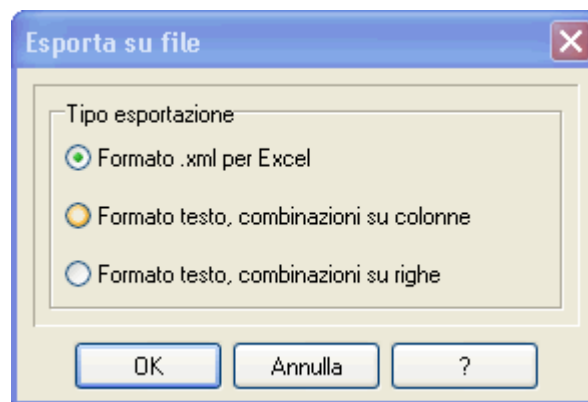 Esporta su file
Tipo esportazione
Formato .xml per Excel
Formato testo, combinazioni su colonne
Formato testo, combinazioni su righe
OK Annulla ?